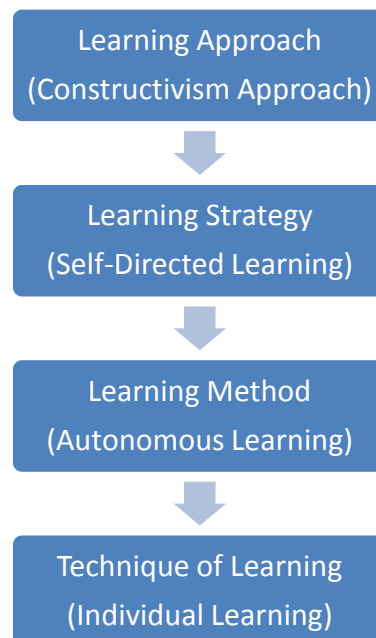 Learning Approach
(Constructivism Approach)
Learning Strategy
(Self-Directed Learning)
Learning Method
(Autonomous Learning)
Technique of Learning
(Individual Learning)